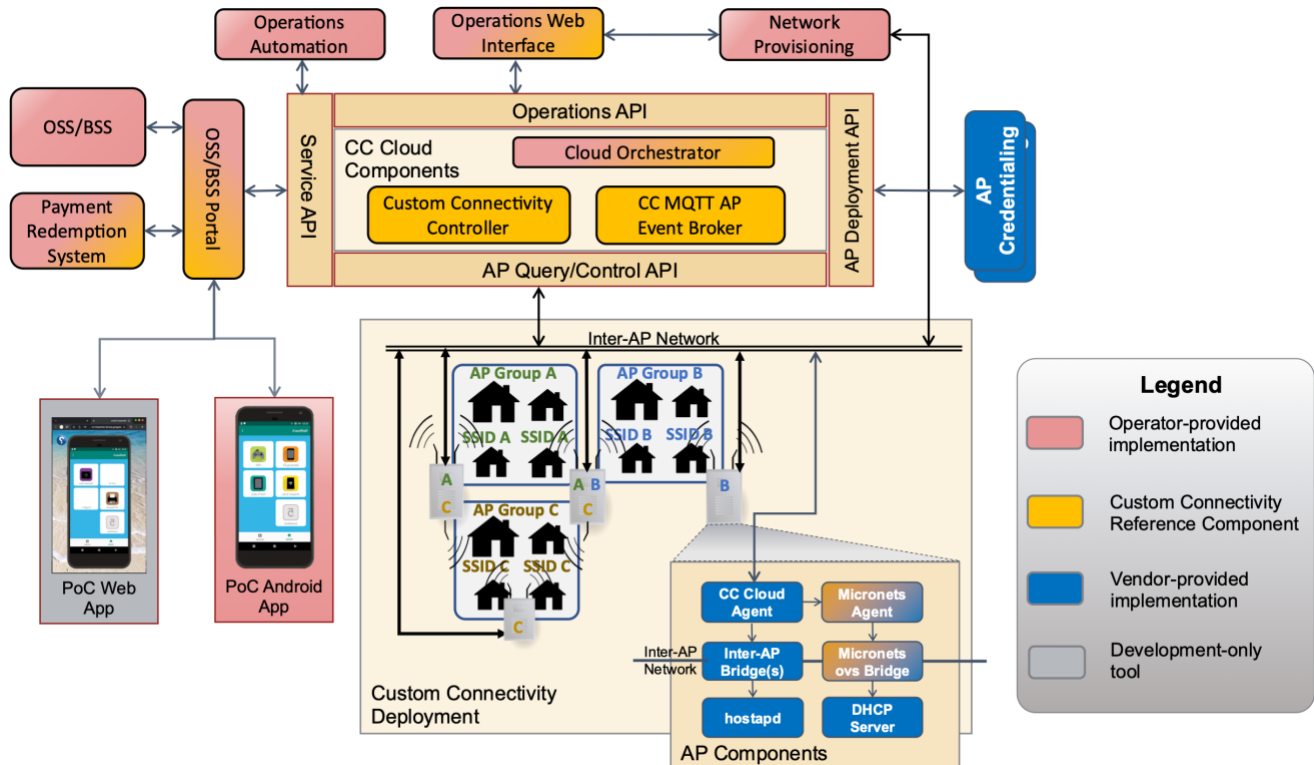 Operations
Automation
Operations Web
Interface
Network
Provisioning
OSS/BSS
Payment
Redemption
System
OSS/BSS Portal
Service API
Operations API
CC Cloud
Components
Cloud Orchestrator
Custom Connectivity
Controller
CC MQTT AP
Event Broker
AP Query/Control API
AP Deployment API
AP
Credentialing
Inter-AP Network
AP Group A
SSID A
SSID A
AP Group B
SSID B
SSID B
A
C
A B
C
B
AP Group C
SSID C
SSID C
C
PoC Web
App
PoC Android
App
Custom Connectivity
Deployment
CC Cloud
Agent
Micronets
Agent
Inter-AP
Network
Inter-AP
Bridge(s)
Micronets
ovs Bridge
hostapd
DHCP
Server
AP Components
Legend
Operator-provided
implementation
Custom Connectivity
Reference Component
Vendor-provided
implementation
Development-only
tool